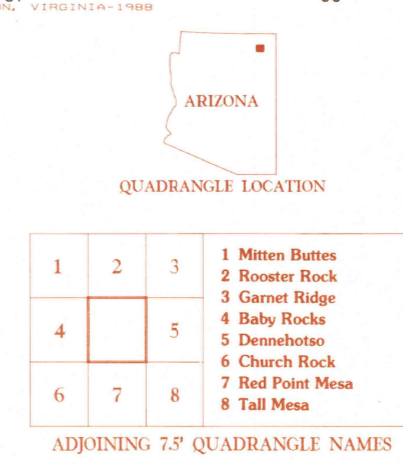 VIRGINIA-1988
ARIZONA
QUADRANGLE LOCATION
1 2 3
4 5
6 7 8
1 Mitten Buttes
2 Rooster Rock
3 Garnet Ridge
4 Baby Rocks
5 Dennehotso
6 Church Rock
7 Red Point Mesa
8 Tall Mesa
ADJOINING 7.5' QUADRANGLE NAMES